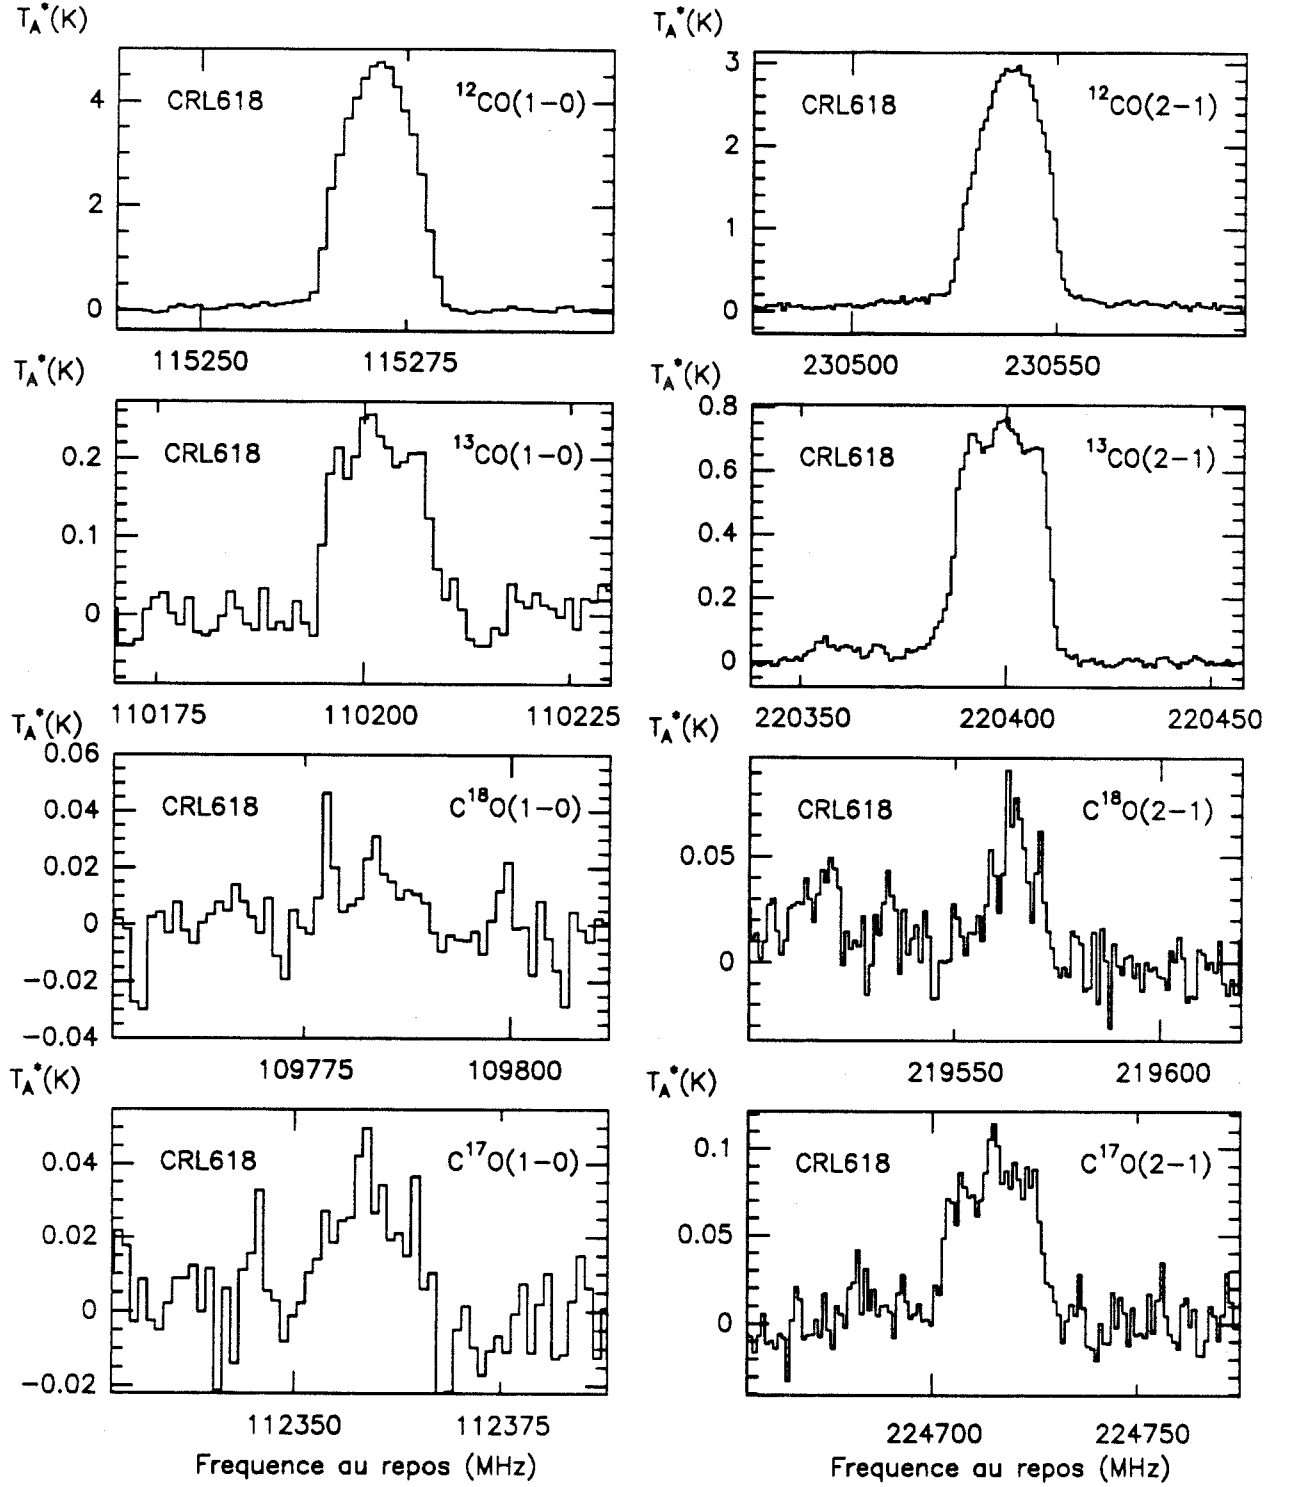 T_A*(K)
T_A*(K)
CRL618
¹²CO(1−0)
4
2
0
115250
115275
CRL618
¹²CO(2−1)
3
2
1
0
230500
230550
T_A*(K)
T_A*(K)
CRL618
¹³CO(1−0)
0.2
0.1
0
110175
110200
110225
CRL618
¹³CO(2−1)
0.8
0.6
0.4
0.2
0
220350
220400
220450
T_A*(K)
T_A*(K)
CRL618
C¹⁸O(1−0)
0.06
0.04
0.02
0
−0.02
−0.04
109775
109800
CRL618
C¹⁸O(2−1)
0.05
0
219550
219600
T_A*(K)
T_A*(K)
CRL618
C¹⁷O(1−0)
0.04
0.02
0
−0.02
112350
112375
Frequence au repos (MHz)
CRL618
C¹⁷O(2−1)
0.1
0.05
0
224700
224750
Frequence au repos (MHz)